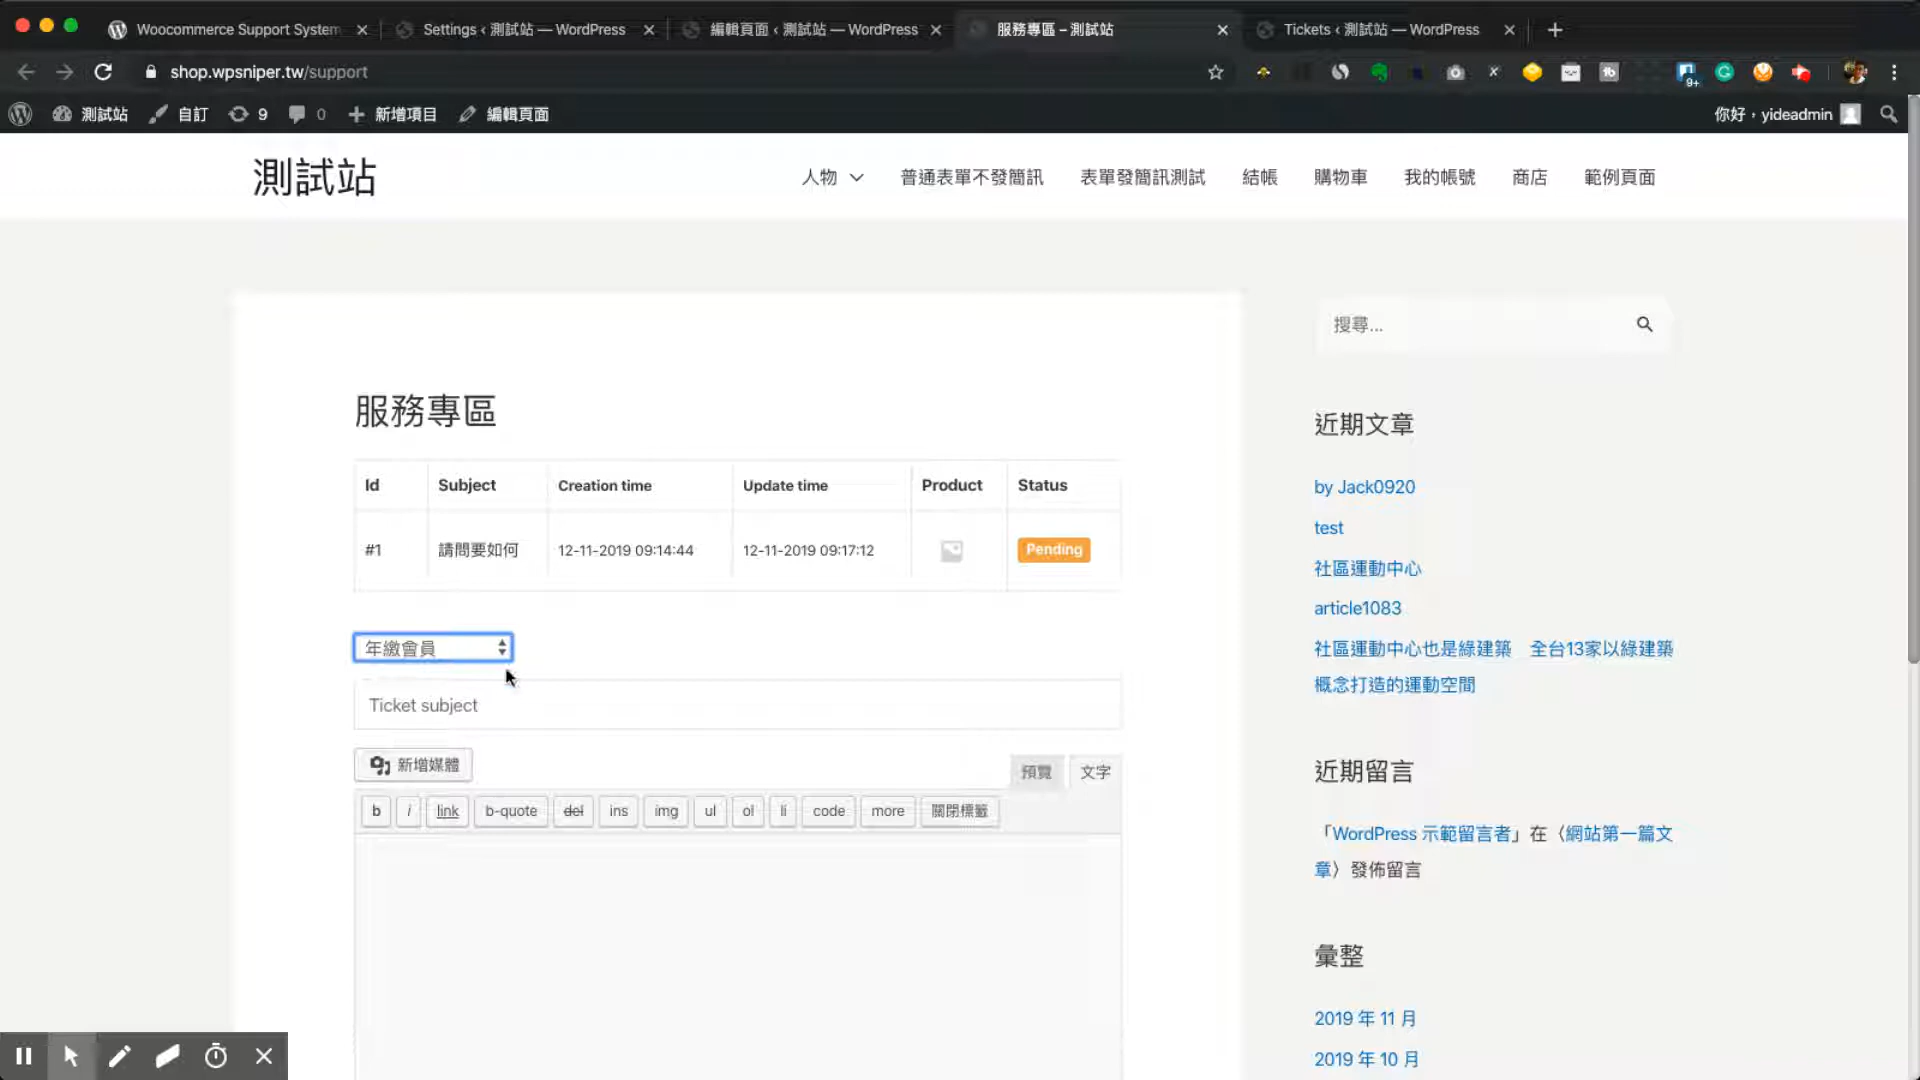 Woocommerce Support System
Settings ‹ 測試站 — WordPress
編輯頁面 ‹ 測試站 — WordPress
服務專區 – 測試站
Tickets ‹ 測試站 — WordPress
shop.wpsniper.tw/support
測試站
自訂
9
0
新增項目
編輯頁面
你好，yideadmin
測試站
人物
普通表單不發簡訊
表單發簡訊測試
結帳
購物車
我的帳號
商店
範例頁面
服務專區
Id Subject Creation time Update time Product Status
#1 請問要如何 12-11-2019 09:14:44 12-11-2019 09:17:12 Pending
年繳會員
Ticket subject
新增媒體
預覽
文字
b i link b-quote del ins img ul ol li code more 關閉標籤
搜尋...
近期文章
by Jack0920
test
社區運動中心
article1083
社區運動中心也是綠建築　全台13家以綠建築
概念打造的運動空間
近期留言
「WordPress 示範留言者」在〈網站第一篇文
章〉發佈留言
彙整
2019 年 11 月
2019 年 10 月